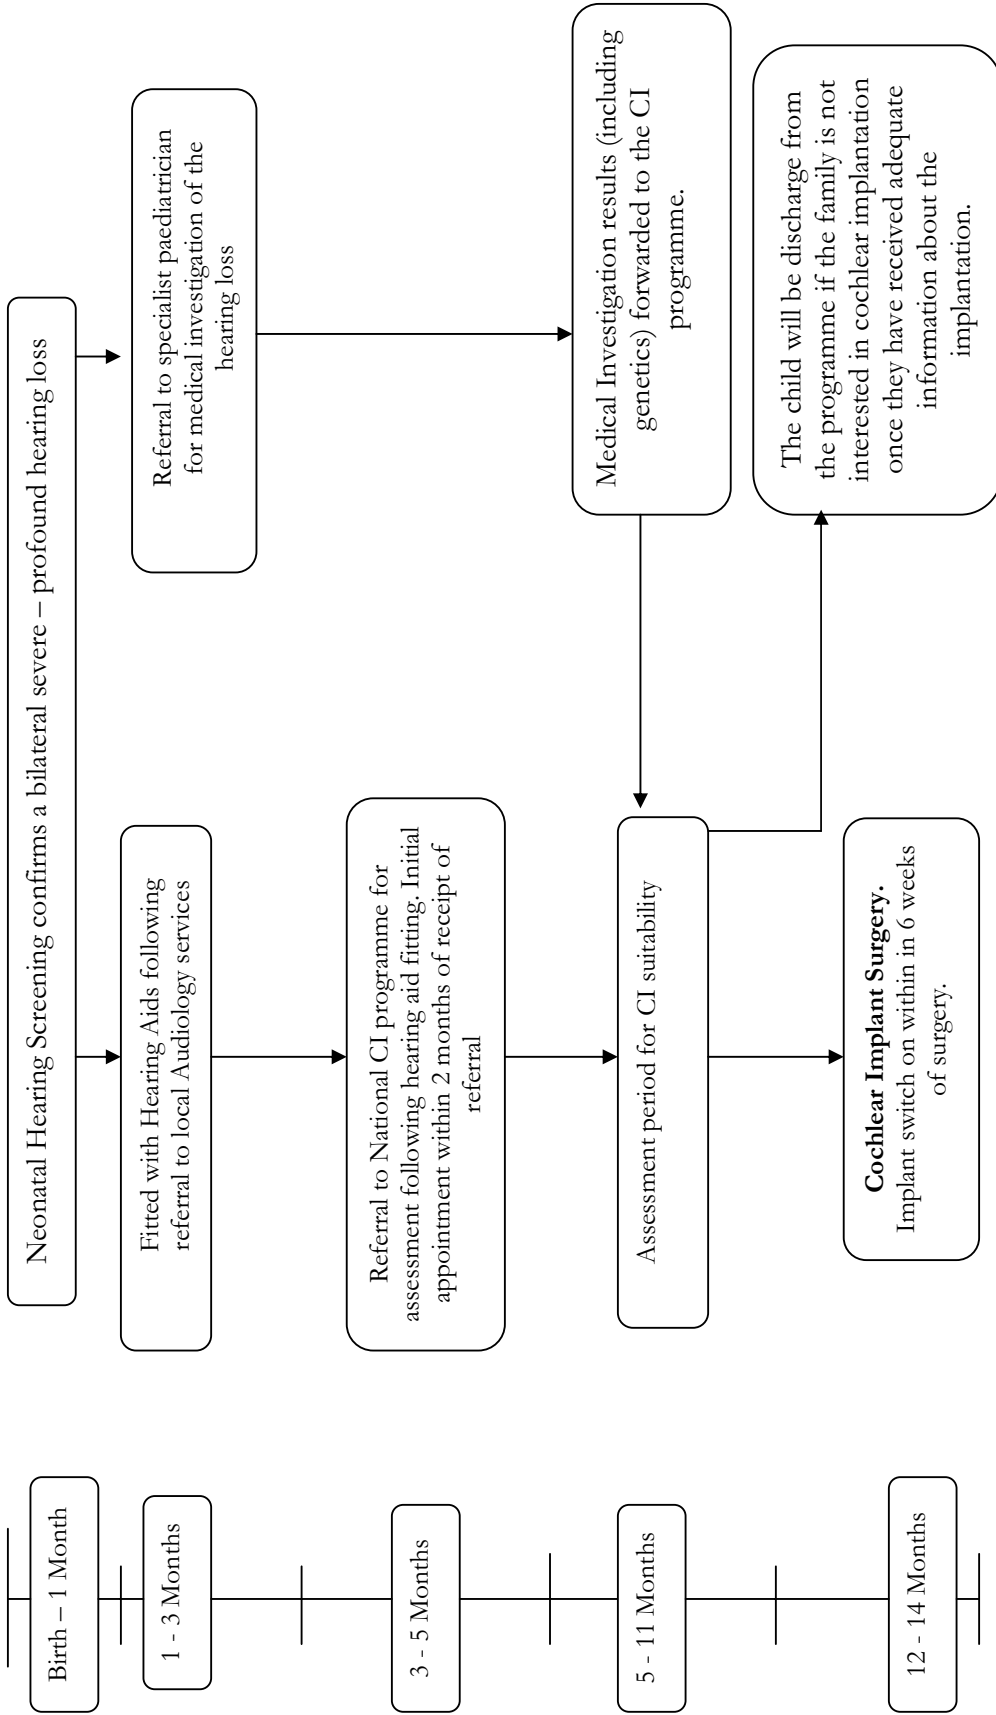 Neonatal Hearing Screening confirms a bilateral severe – profound hearing loss
Birth – 1 Month
1 - 3 Months
Fitted with Hearing Aids following
referral to local Audiology services
Referral to specialist paediatrician
for medical investigation of the
hearing loss
3 - 5 Months
Referral to National CI programme for
assessment following hearing aid fitting. Initial
appointment within 2 months of receipt of
referral
5 - 11 Months
Assessment period for CI suitability
Medical Investigation results (including
genetics) forwarded to the CI
programme.
12 - 14 Months
Cochlear Implant Surgery.
Implant switch on within in 6 weeks
of surgery.
The child will be discharge from
the programme if the family is not
interested in cochlear implantation
once they have received adequate
information about the
implantation.